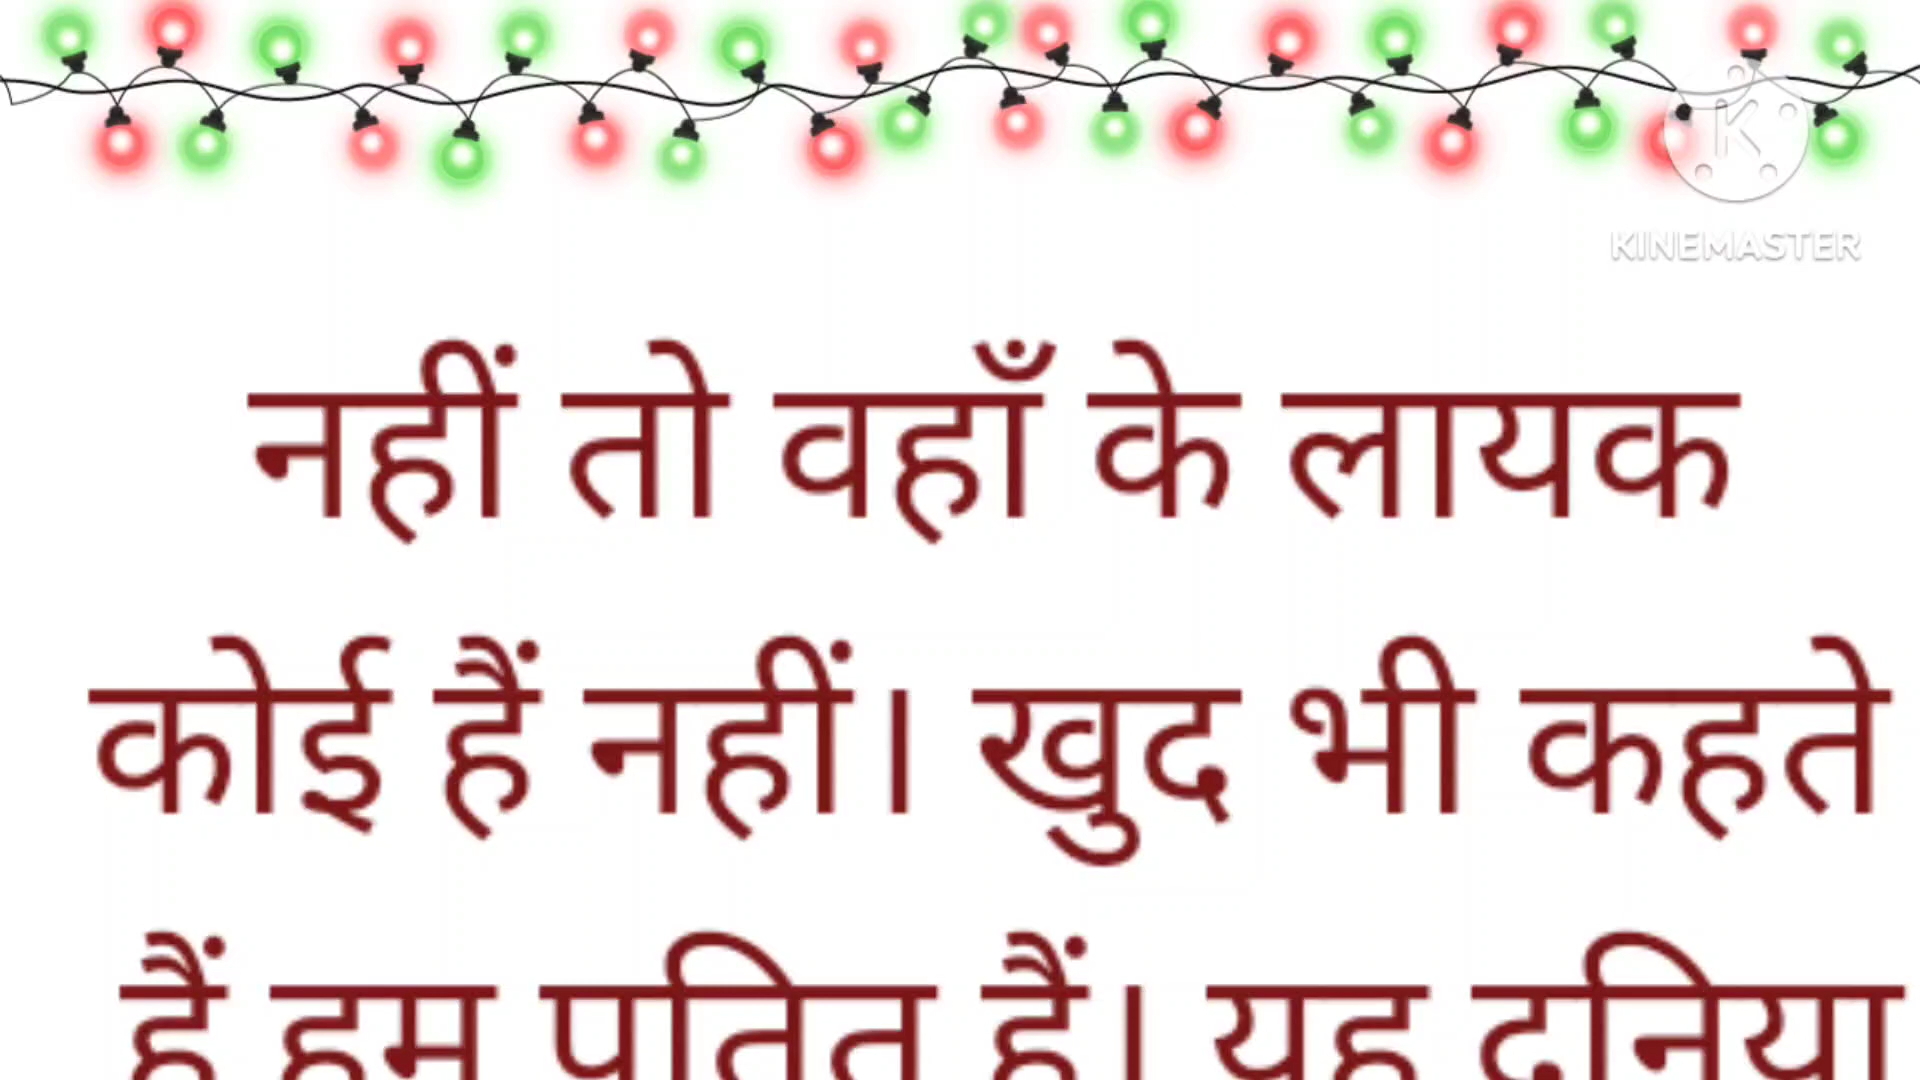 KINEMASTER
नहीं तो वहाँ के लायक
कोई हैं नहीं। खुद भी कहते
हैं हम पतित हैं। यह दुनिया